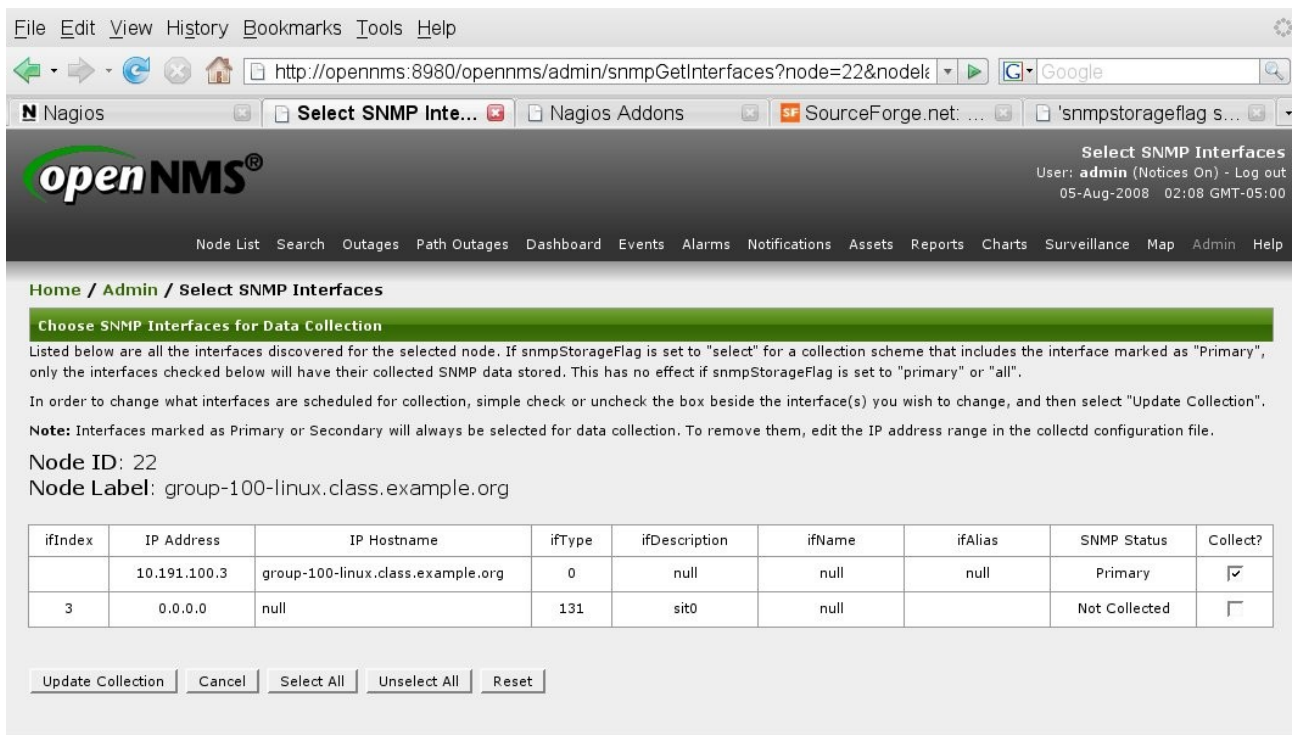 File Edit View History Bookmarks Tools Help
http://opennms:8980/opennms/admin/snmpGetInterfaces?node=22&nodela
G Google
N Nagios
Select SNMP Inte...
Nagios Addons
SF SourceForge.net: ...
'snmpstorageflag s...
openNMS®
Select SNMP Interfaces
User: admin (Notices On) - Log out
05-Aug-2008 02:08 GMT-05:00
Node List Search Outages Path Outages Dashboard Events Alarms Notifications Assets Reports Charts Surveillance Map Admin Help
Home / Admin / Select SNMP Interfaces
Choose SNMP Interfaces for Data Collection
Listed below are all the interfaces discovered for the selected node. If snmpStorageFlag is set to "select" for a collection scheme that includes the interface marked as "Primary",
only the interfaces checked below will have their collected SNMP data stored. This has no effect if snmpStorageFlag is set to "primary" or "all".
In order to change what interfaces are scheduled for collection, simple check or uncheck the box beside the interface(s) you wish to change, and then select "Update Collection".
Note: Interfaces marked as Primary or Secondary will always be selected for data collection. To remove them, edit the IP address range in the collectd configuration file.
Node ID: 22
Node Label: group-100-linux.class.example.org
ifIndex IP Address IP Hostname ifType ifDescription ifName ifAlias SNMP Status Collect?
10.191.100.3 group-100-linux.class.example.org 0 null null null Primary
3 0.0.0.0 null 131 sit0 null Not Collected
Update Collection Cancel Select All Unselect All Reset